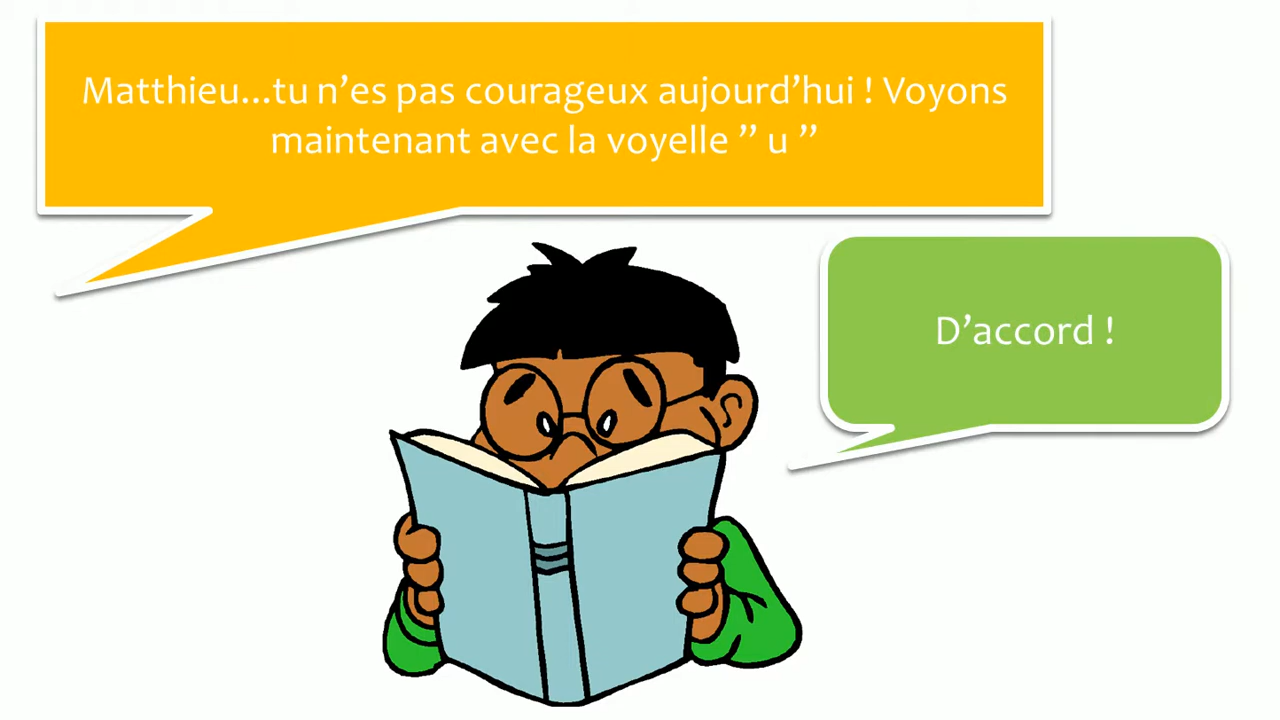 Matthieu...tu n’es pas courageux aujourd’hui ! Voyons
maintenant avec la voyelle ” u ”
D’accord !